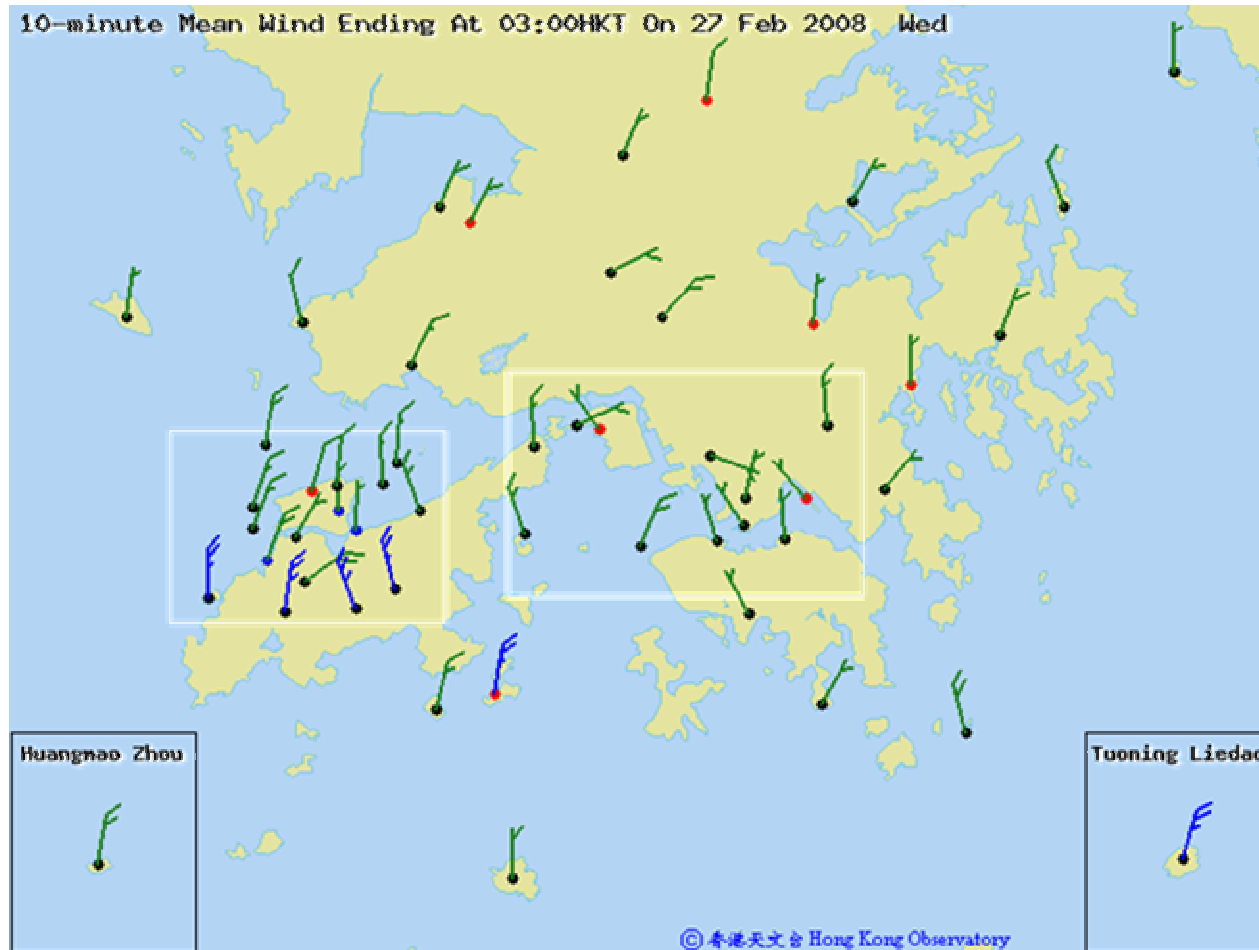 10-minute Mean Wind Ending At 03:00HKT On 27 Feb 2008 Wed
Huangmao Zhou
Tuoning Liedao
© 香港天文台 Hong Kong Observatory